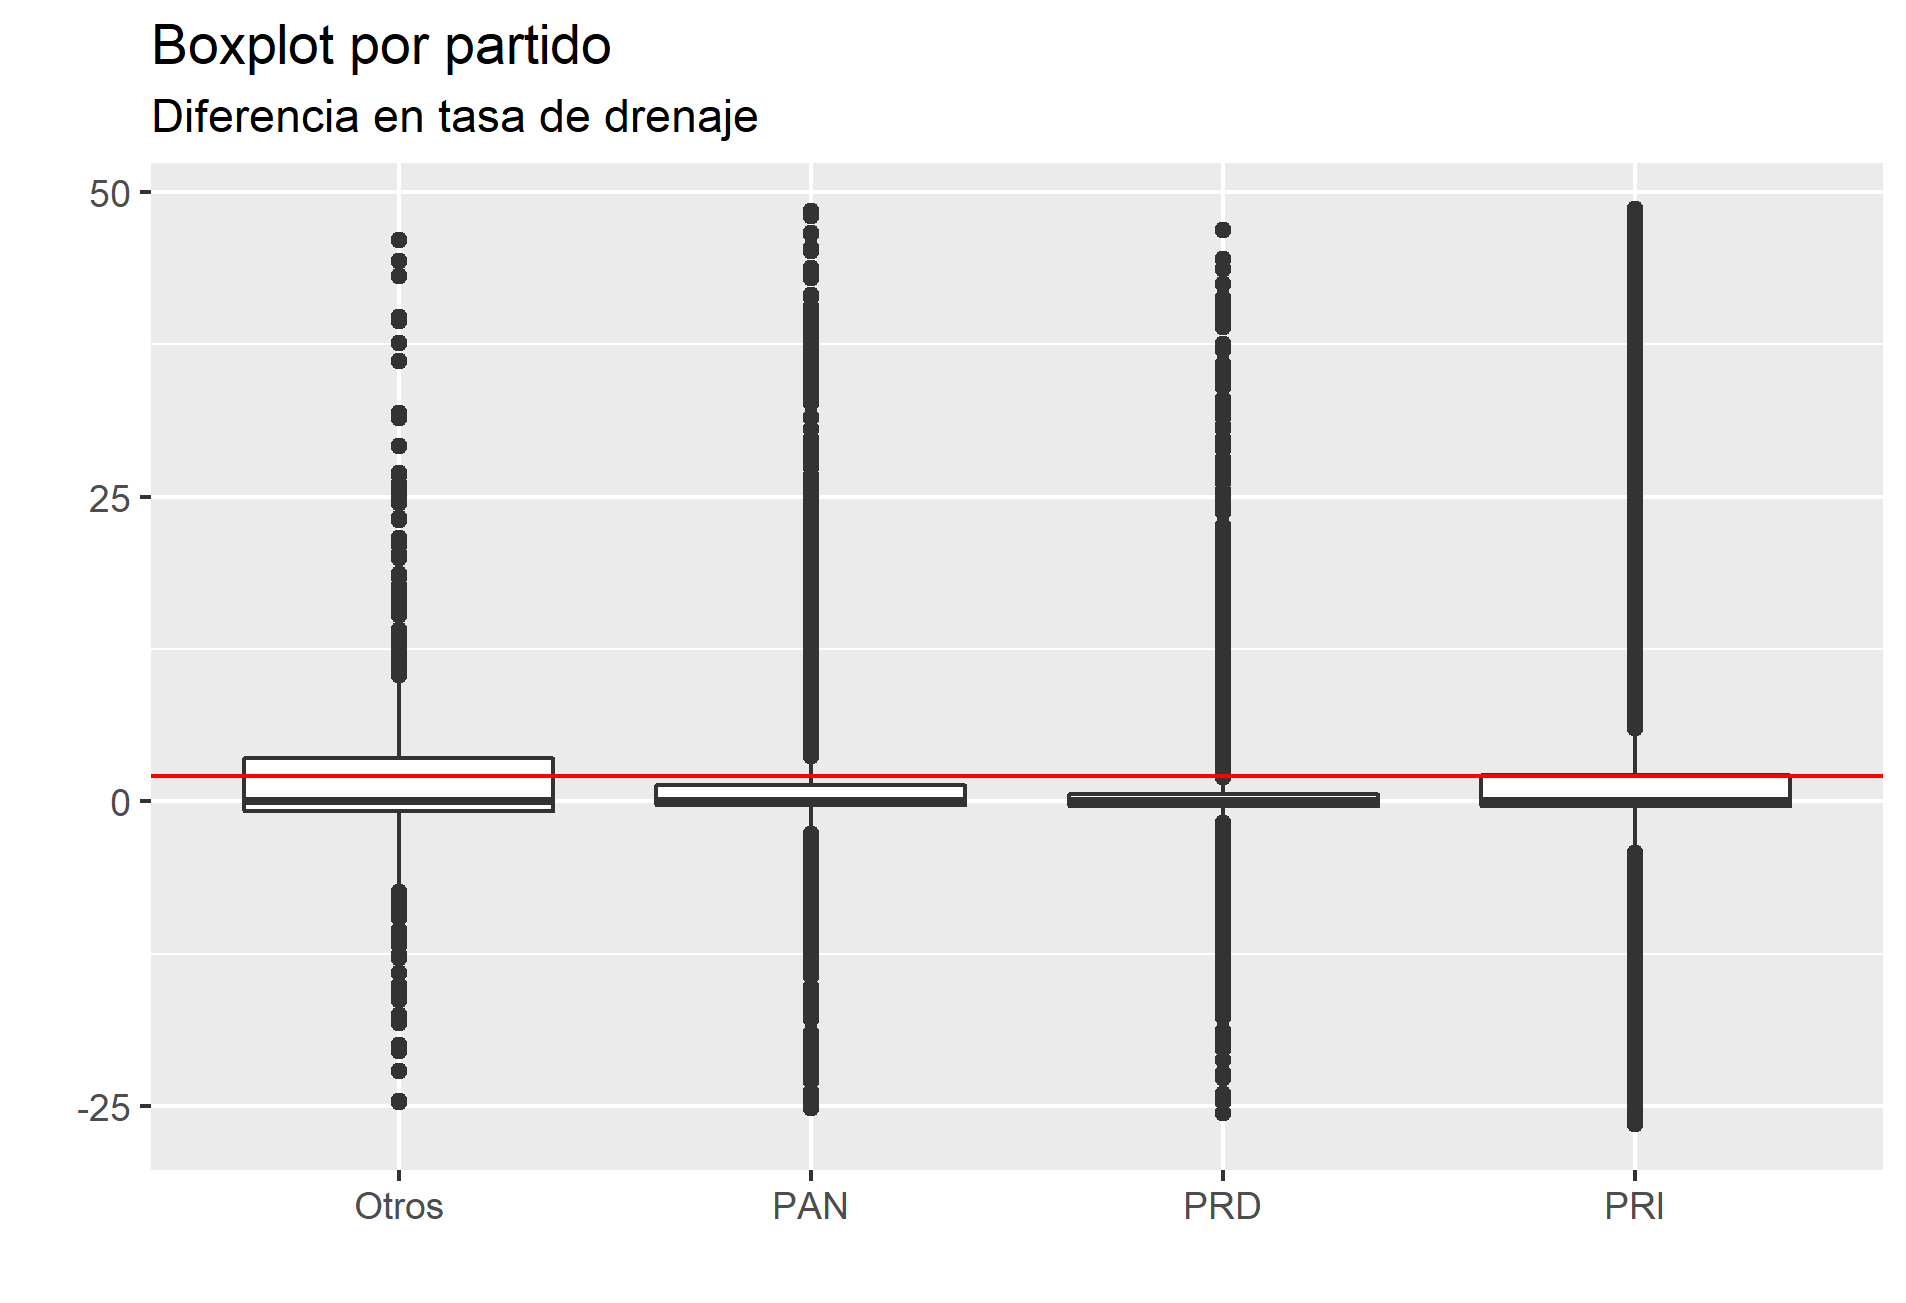 Boxplot por partido
Diferencia en tasa de drenaje
50
25
0
-25
Otros PAN PRD PRI